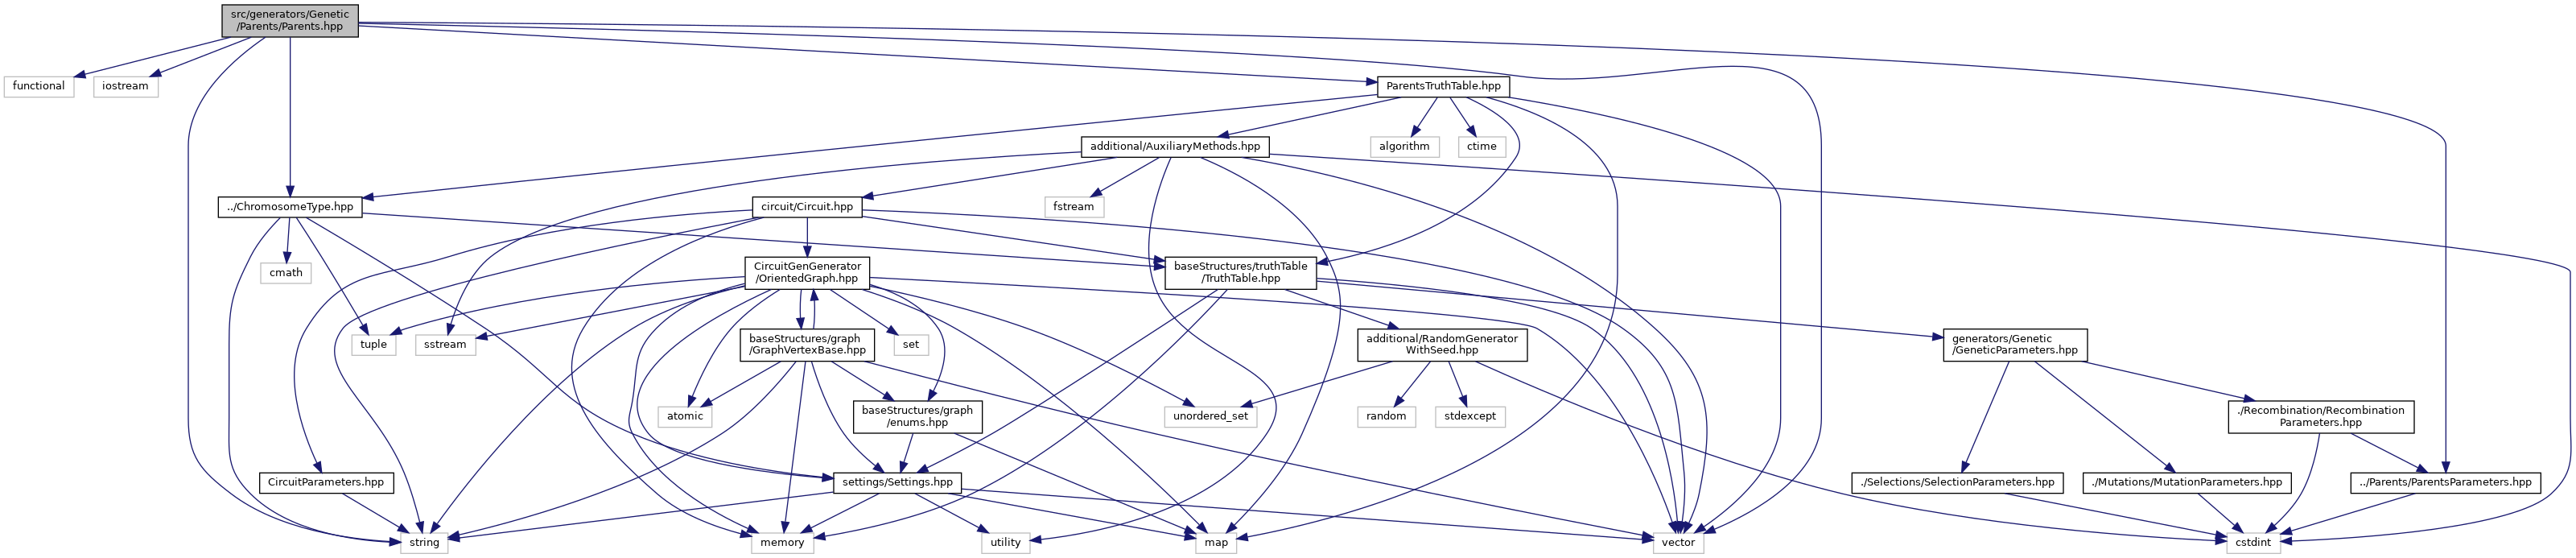 src/generators/Genetic
/Parents/Parents.hpp
functional
iostream
ParentsTruthTable.hpp
additional/AuxiliaryMethods.hpp
algorithm
ctime
../ChromosomeType.hpp
circuit/Circuit.hpp
fstream
cmath
CircuitGenGenerator
/OrientedGraph.hpp
baseStructures/truthTable
/TruthTable.hpp
tuple
sstream
baseStructures/graph
/GraphVertexBase.hpp
set
additional/RandomGenerator
WithSeed.hpp
generators/Genetic
/GeneticParameters.hpp
atomic
baseStructures/graph
/enums.hpp
unordered_set
random
stdexcept
./Recombination/Recombination
Parameters.hpp
CircuitParameters.hpp
settings/Settings.hpp
./Selections/SelectionParameters.hpp
./Mutations/MutationParameters.hpp
../Parents/ParentsParameters.hpp
string
memory
utility
map
vector
cstdint